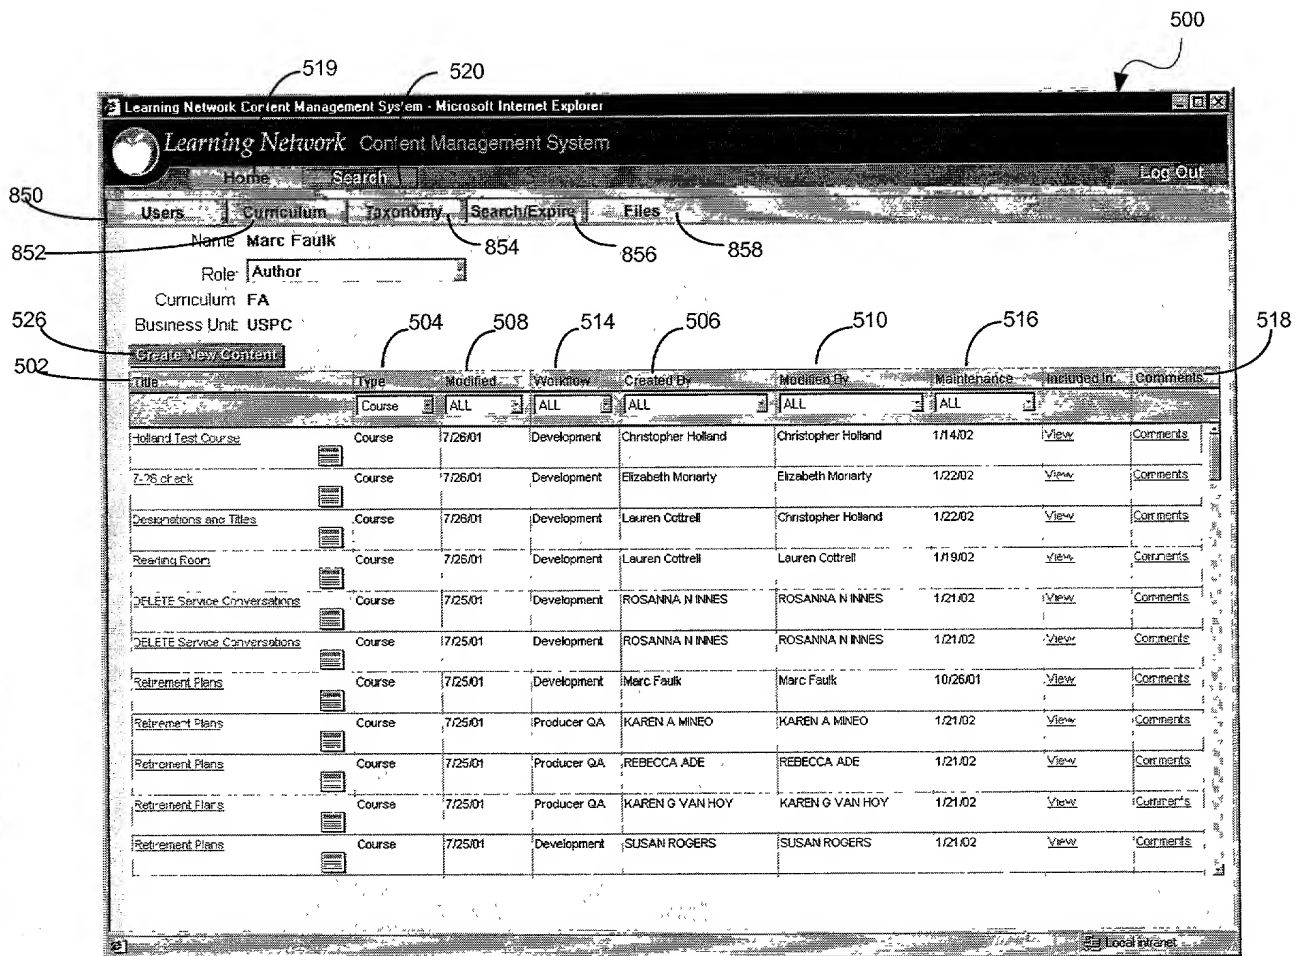 500
519 520
Learning Network Content Management System - Microsoft Internet Explorer
Learning Network Content Management System
Home Search Log Out
850
Users Curriculum Taxonomy Search/Expire Files
852 854 856 858
Name Marc Faulk
Role: Author
Curriculum FA
Business Unit: USPC
526 504 508 514 506 510 516 518
Create New Content
502
Title Type Modified Workflow Created By Modified By Maintenance Included In: Comments
Course ALL ALL ALL ALL ALL
Holland Test Course Course 7/26/01 Development Christopher Holland Christopher Holland 1/14/02 View Comments
7-26 check Course 7/26/01 Development Elizabeth Moriarty Elizabeth Moriarty 1/22/02 View Comments
Designations and Titles Course 7/26/01 Development Lauren Cottrell Christopher Holland 1/22/02 View Comments
Reading Room Course 7/26/01 Development Lauren Cottrell Lauren Cottrell 1/19/02 View Comments
DELETE Service Conversations Course 7/25/01 Development ROSANNA N INNES ROSANNA N INNES 1/21/02 View Comments
DELETE Service Conversations Course 7/25/01 Development ROSANNA N INNES ROSANNA N INNES 1/21/02 View Comments
Retirement Plans Course 7/25/01 Development Marc Faulk Marc Faulk 10/26/01 View Comments
Retirement Plans Course 7/25/01 Producer QA KAREN A MINEO KAREN A MINEO 1/21/02 View Comments
Retirement Plans Course 7/25/01 Producer QA REBECCA ADE REBECCA ADE 1/21/02 View Comments
Retirement Plans Course 7/25/01 Producer QA KAREN G VAN HOY KAREN G VAN HOY 1/21/02 View Comments
Retirement Plans Course 7/25/01 Development SUSAN ROGERS SUSAN ROGERS 1/21/02 View Comments
Local intranet